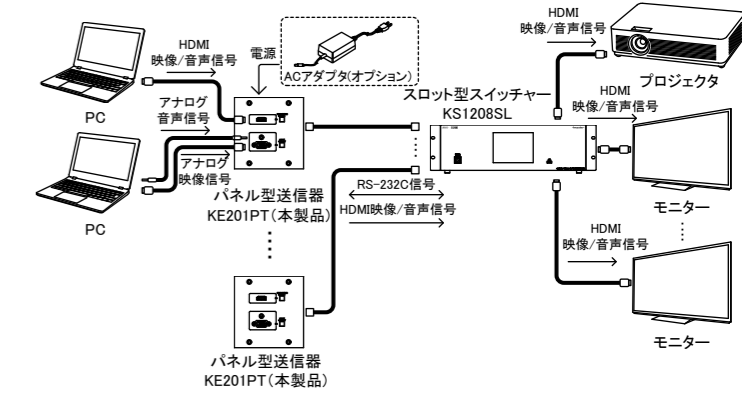 HDMI
映像/音声信号
電源
ACアダプタ(オプション)
PC
アナログ
音声信号
アナログ
映像信号
PC
パネル型送信器
KE201PT(本製品)
スロット型スイッチャー
KS1208SL
RS-232C信号
HDMI映像/音声信号
HDMI
映像/音声信号
プロジェクタ
HDMI
映像/音声信号
モニター
HDMI
映像/音声信号
モニター
パネル型送信器
KE201PT(本製品)